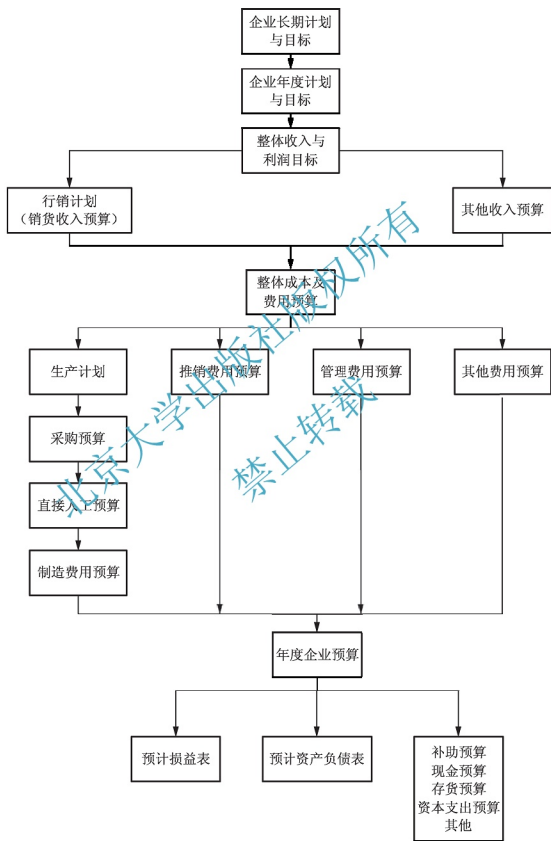 企业长期计划
与目标
企业年度计划
与目标
整体收入与
利润目标
行销计划
（销货收入预算）
其他收入预算
整体成本及
费用预算
生产计划
推销费用预算
管理费用预算
其他费用预算
采购预算
直接人工预算
制造费用预算
年度企业预算
预计损益表
预计资产负债表
补助预算
现金预算
存货预算
资本支出预算
其他
北京大学出版社版权所有
禁止转载